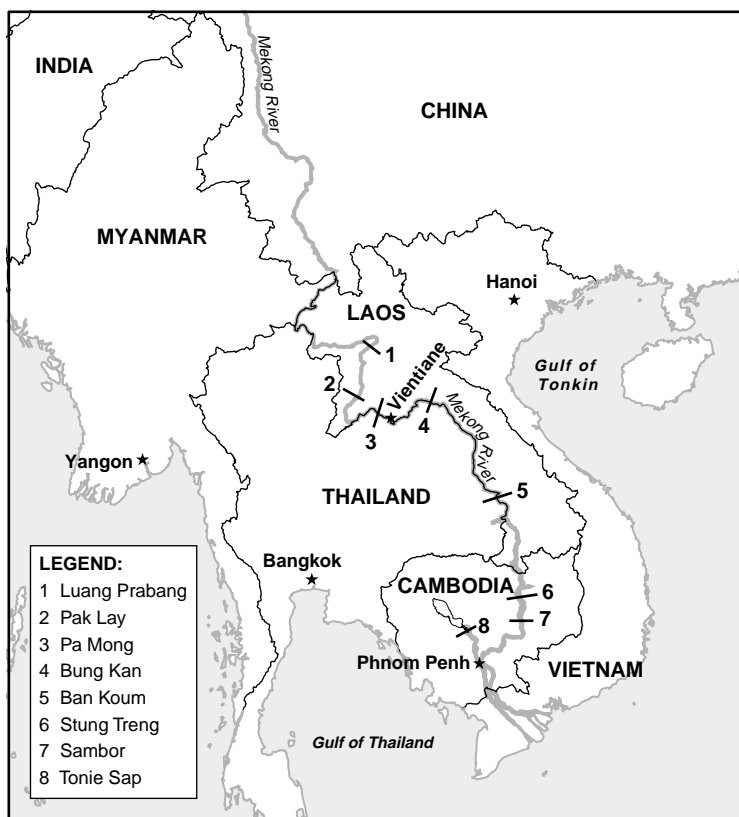 INDIA
Mekong River
CHINA
MYANMAR
Hanoi
LAOS
1
Gulf of
Tonkin
2
Vientiane
3
4
Mekong River
Yangon
5
THAILAND
LEGEND:
1 Luang Prabang
2 Pak Lay
3 Pa Mong
4 Bung Kan
5 Ban Koum
6 Stung Treng
7 Sambor
8 Tonie Sap
Bangkok
CAMBODIA
6
7
8
Phnom Penh
VIETNAM
Gulf of Thailand